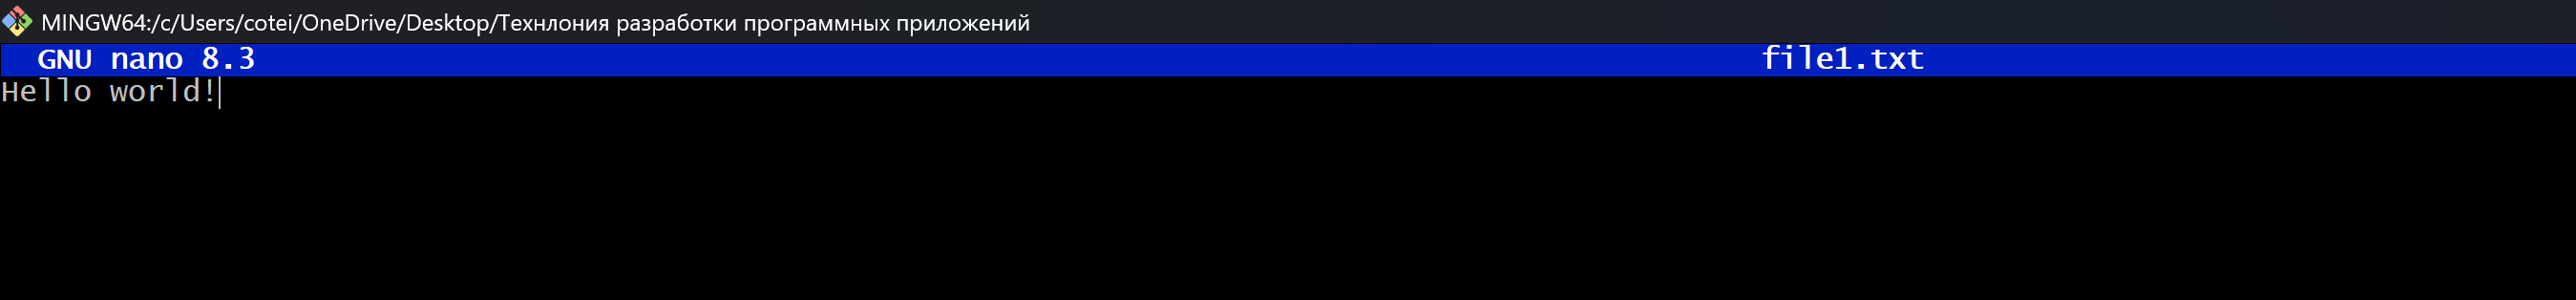 MINGW64:/c/Users/cotei/OneDrive/Desktop/Технлония разработки программных приложений
GNU nano 8.3 file1.txt
Hello world!